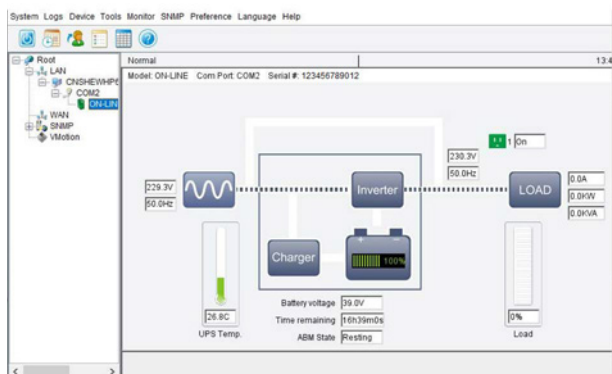 System Logs Device Tools Monitor SNMP Preference Language Help
Root
LAN
CNSHEWHP6
COM2
ON-LIN
WAN
SNMP
VMotion
Normal
13:4
Model: ON-LINE Com Port: COM2 Serial #: 123456789012
1 On
230.3V
50.0Hz
229.3V
50.0Hz
Inverter
LOAD
0.0A
0.0KW
0.0KVA
Charger
100%
Battery voltage 39.0V
Time remaining 16h39m0s
ABM State Resting
26.8C
UPS Temp.
0%
Load